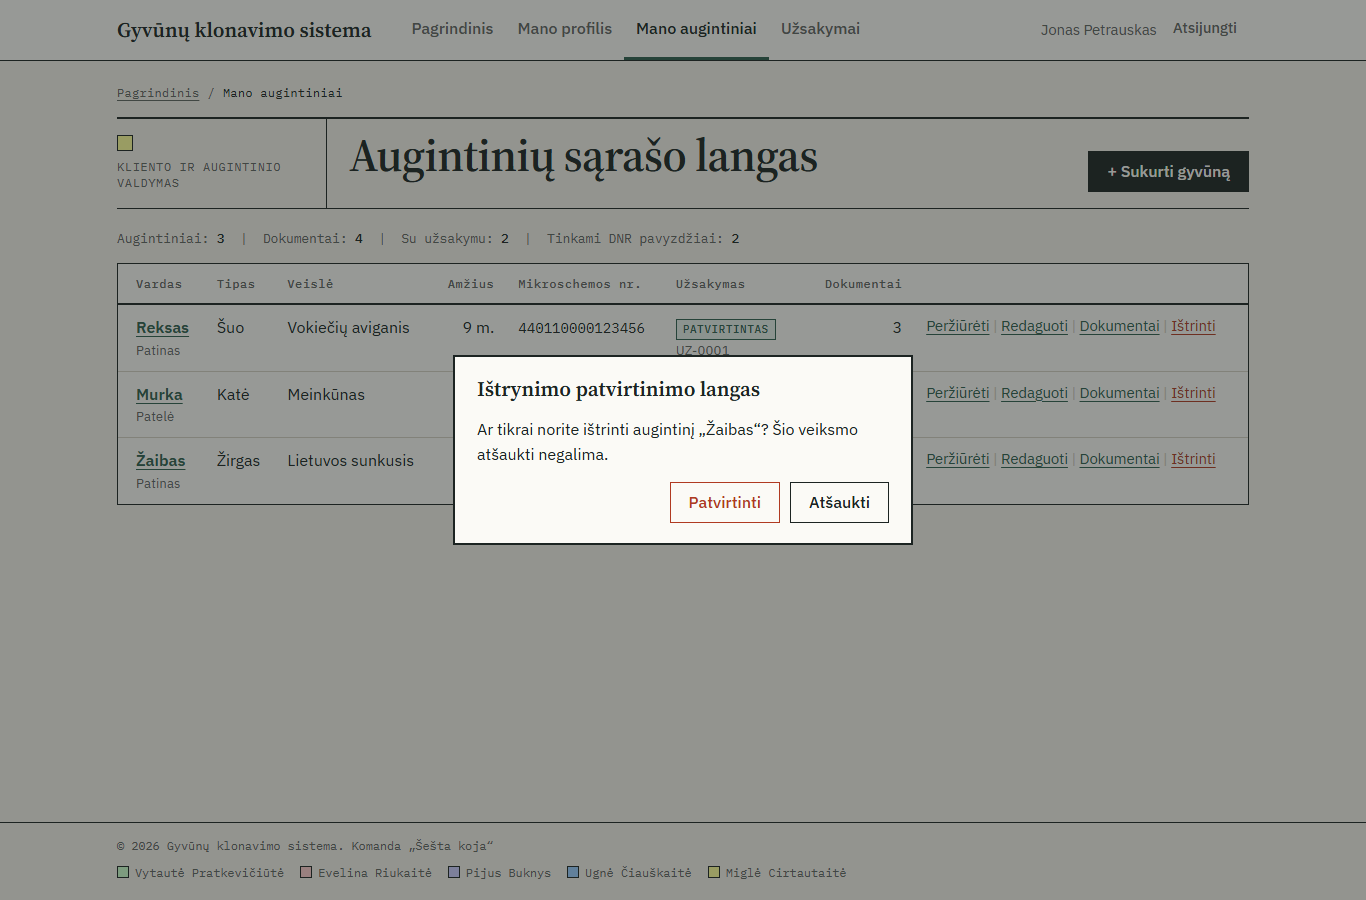 Gyvūnų klonavimo sistema Pagrindinis Mano profilis Mano augintiniai Užsakymai Jonas Petrauskas Atsijungti
Pagrindinis / Mano augintiniai
KLIENTO IR AUGINTINIO
VALDYMAS
Augintinių sąrašo langas
+ Sukurti gyvūną
Augintiniai: 3 | Dokumentai: 4 | Su užsakymu: 2 | Tinkami DNR pavyzdžiai: 2
Vardas Tipas Veislė Amžius Mikroschemos nr. Užsakymas Dokumentai
Reksas Šuo Vokiečių aviganis 9 m. 440110000123456 PATVIRTINTAS 3 Peržiūrėti | Redaguoti | Dokumentai | Ištrinti
Patinas UZ-0001
Murka Katė Meinkūnas Peržiūrėti | Redaguoti | Dokumentai | Ištrinti
Patelė
Žaibas Žirgas Lietuvos sunkusis Peržiūrėti | Redaguoti | Dokumentai | Ištrinti
Patinas
Ištrynimo patvirtinimo langas
Ar tikrai norite ištrinti augintinį „Žaibas“? Šio veiksmo
atšaukti negalima.
Patvirtinti Atšaukti
© 2026 Gyvūnų klonavimo sistema. Komanda „Šešta koja“
Vytautė Pratkevičiūtė Evelina Riukaitė Pijus Buknys Ugnė Čiauškaitė Miglė Cirtautaitė